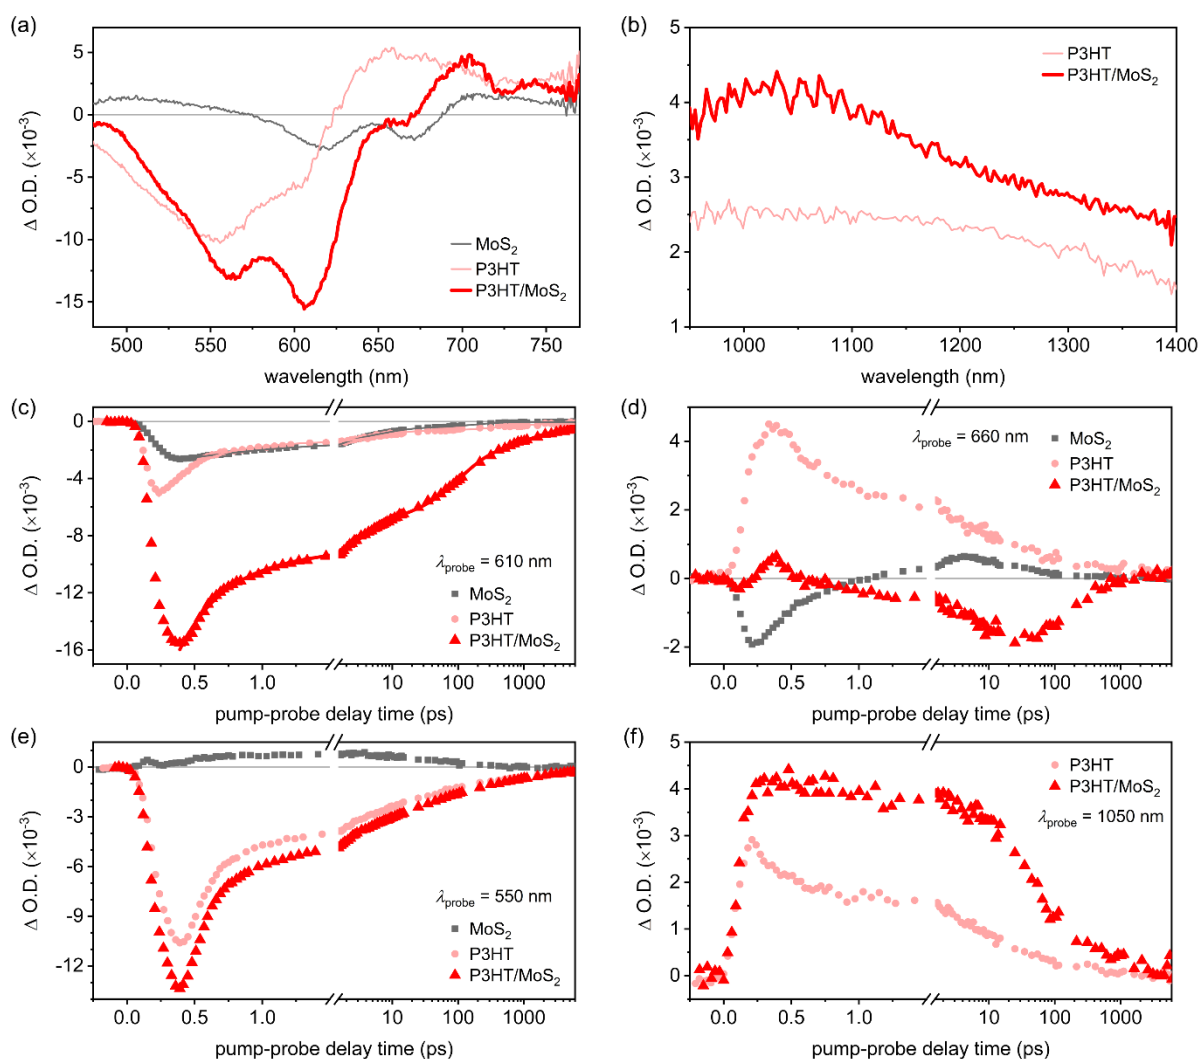 (a)
5
0
-5
-10
-15
Δ O.D. (×10⁻³)
MoS₂
P3HT
P3HT/MoS₂
500 550 600 650 700 750
wavelength (nm)
(b)
5
4
3
2
1
Δ O.D. (×10⁻³)
P3HT
P3HT/MoS₂
1000 1100 1200 1300 1400
wavelength (nm)
(c)
0
-4
-8
-12
-16
Δ O.D. (×10⁻³)
λprobe = 610 nm
MoS₂
P3HT
P3HT/MoS₂
0.0 1.0 10 100 1000
pump-probe delay time (ps)
(d)
4
2
0
-2
Δ O.D. (×10⁻³)
λprobe = 660 nm
MoS₂
P3HT
P3HT/MoS₂
0.0 0.5 1.0 10 100 1000
pump-probe delay time (ps)
(e)
0
-3
-6
-9
-12
Δ O.D. (×10⁻³)
λprobe = 550 nm
MoS₂
P3HT
P3HT/MoS₂
0.0 1.0 10 100 1000
pump-probe delay time (ps)
(f)
5
4
3
2
1
0
Δ O.D. (×10⁻³)
P3HT
P3HT/MoS₂
λprobe = 1050 nm
0.0 0.5 1.0 10 100 1000
pump-probe delay time (ps)